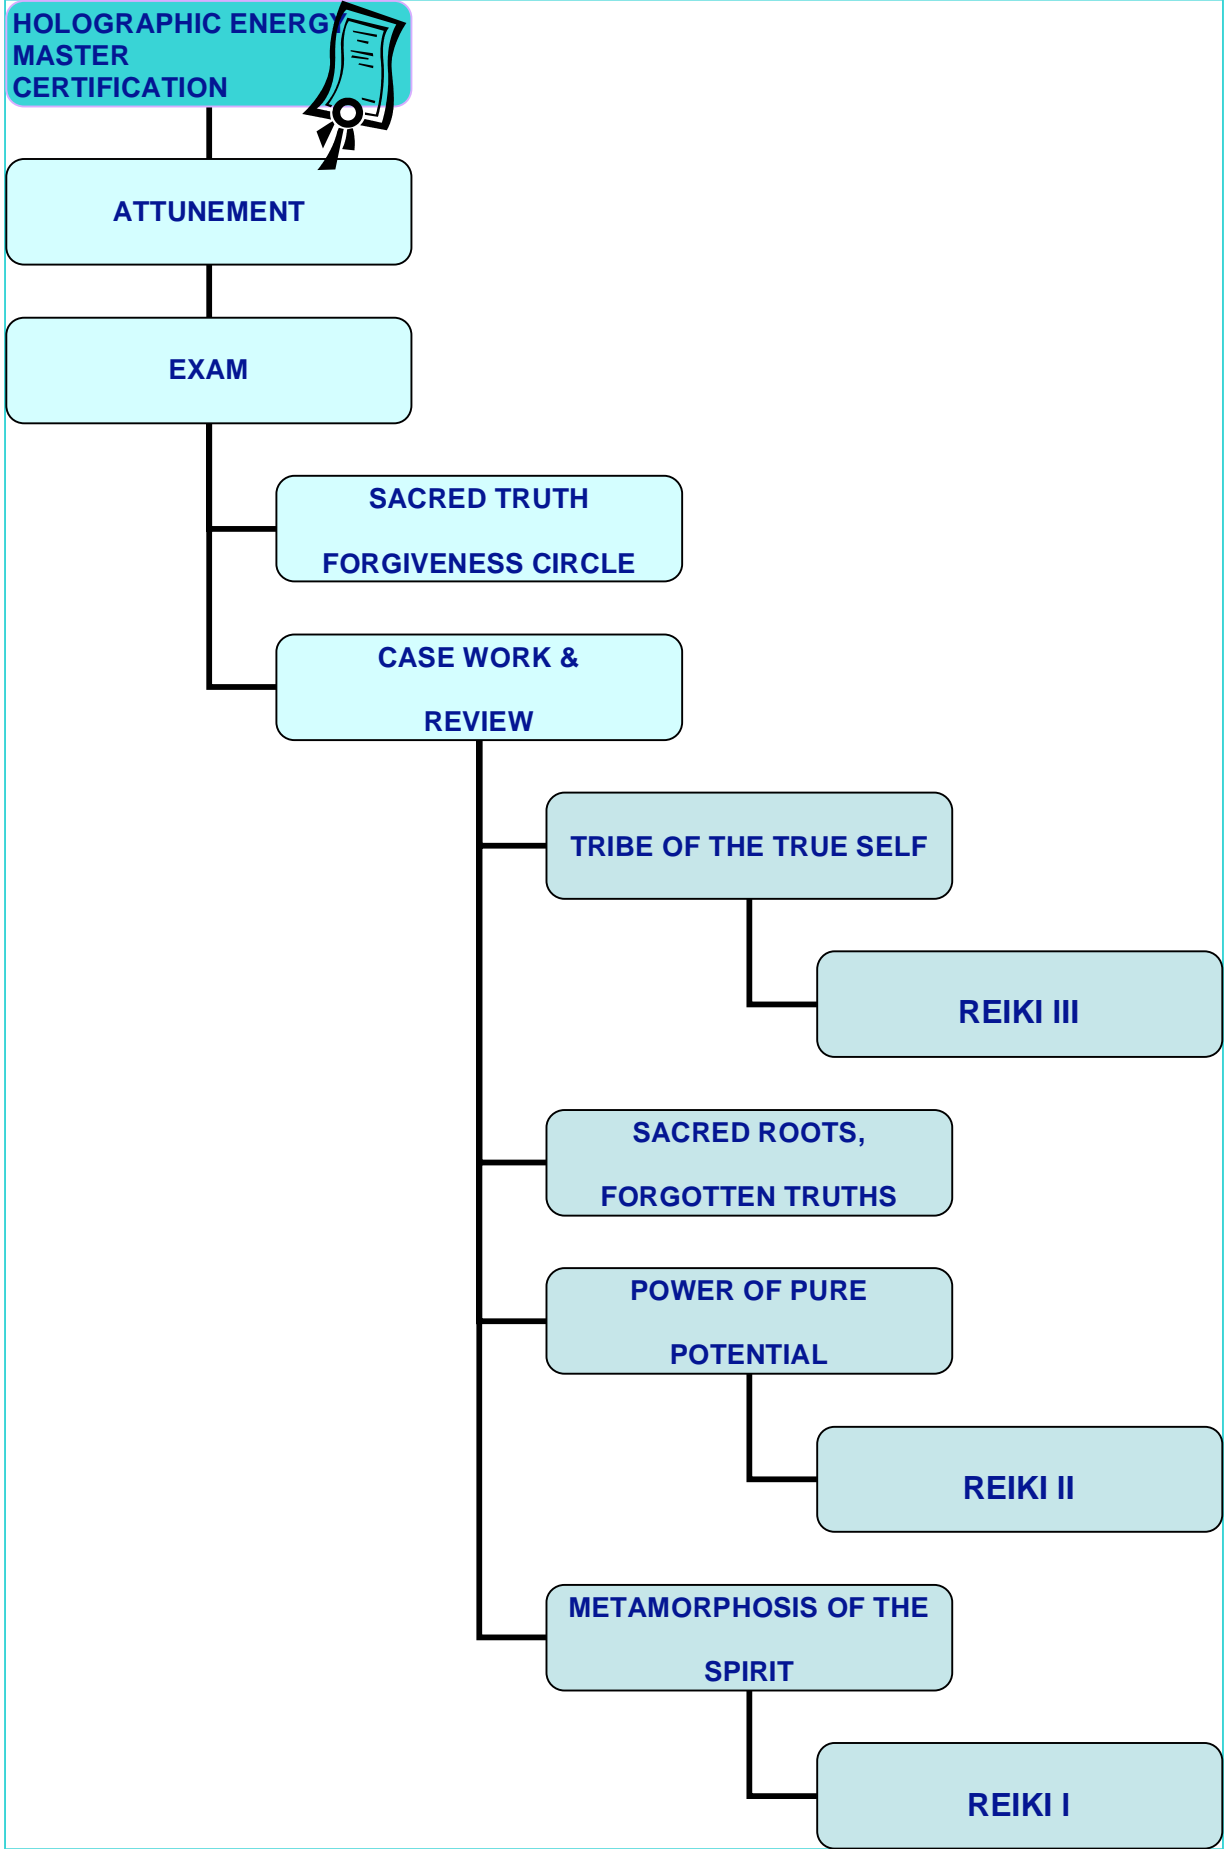 HOLOGRAPHIC ENERGY
MASTER
CERTIFICATION
ATTUNEMENT
EXAM
SACRED TRUTH
FORGIVENESS CIRCLE
CASE WORK &
REVIEW
TRIBE OF THE TRUE SELF
REIKI III
SACRED ROOTS,
FORGOTTEN TRUTHS
POWER OF PURE
POTENTIAL
REIKI II
METAMORPHOSIS OF THE
SPIRIT
REIKI I